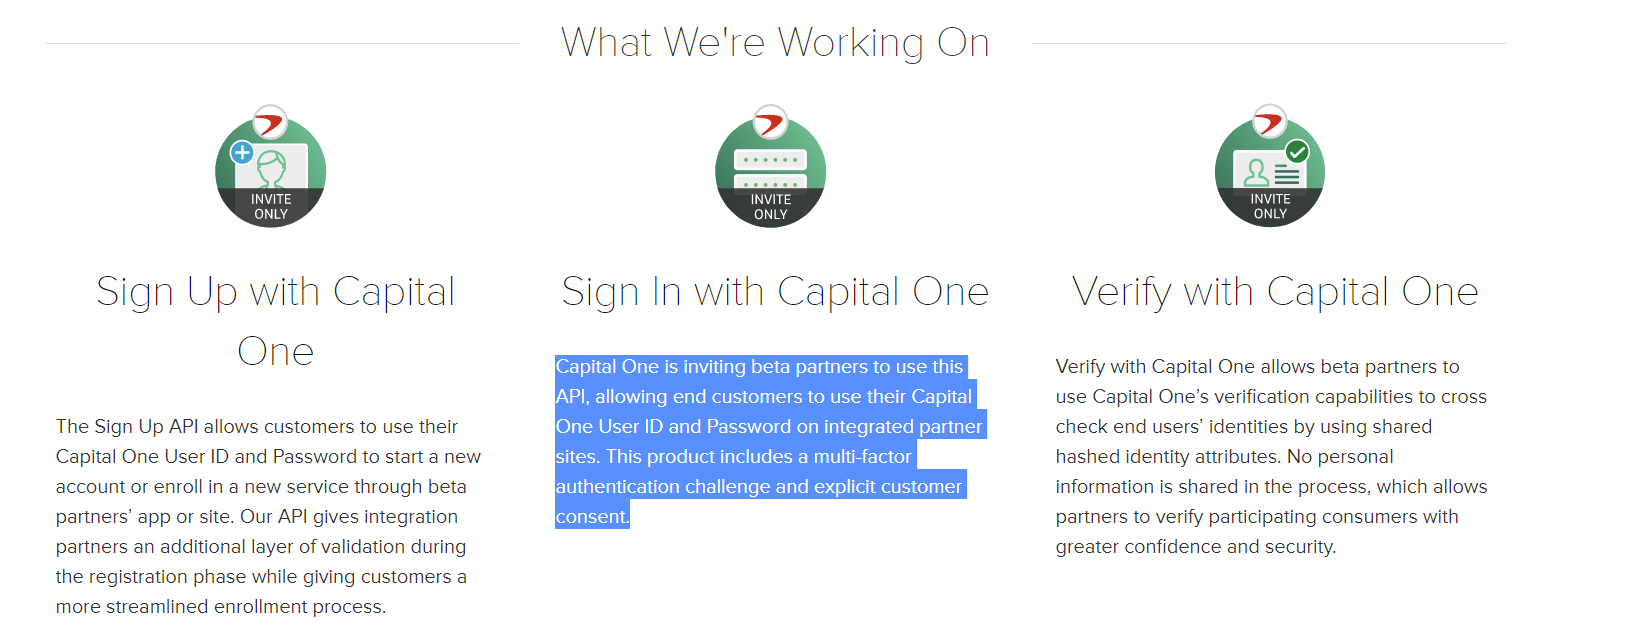 What We're Working On
INVITE
ONLY
Sign Up with Capital
One
The Sign Up API allows customers to use their
Capital One User ID and Password to start a new
account or enroll in a new service through beta
partners’ app or site. Our API gives integration
partners an additional layer of validation during
the registration phase while giving customers a
more streamlined enrollment process.
INVITE
ONLY
Sign In with Capital One
Capital One is inviting beta partners to use this
API, allowing end customers to use their Capital
One User ID and Password on integrated partner
sites. This product includes a multi-factor
authentication challenge and explicit customer
consent.
INVITE
ONLY
Verify with Capital One
Verify with Capital One allows beta partners to
use Capital One’s verification capabilities to cross
check end users’ identities by using shared
hashed identity attributes. No personal
information is shared in the process, which allows
partners to verify participating consumers with
greater confidence and security.